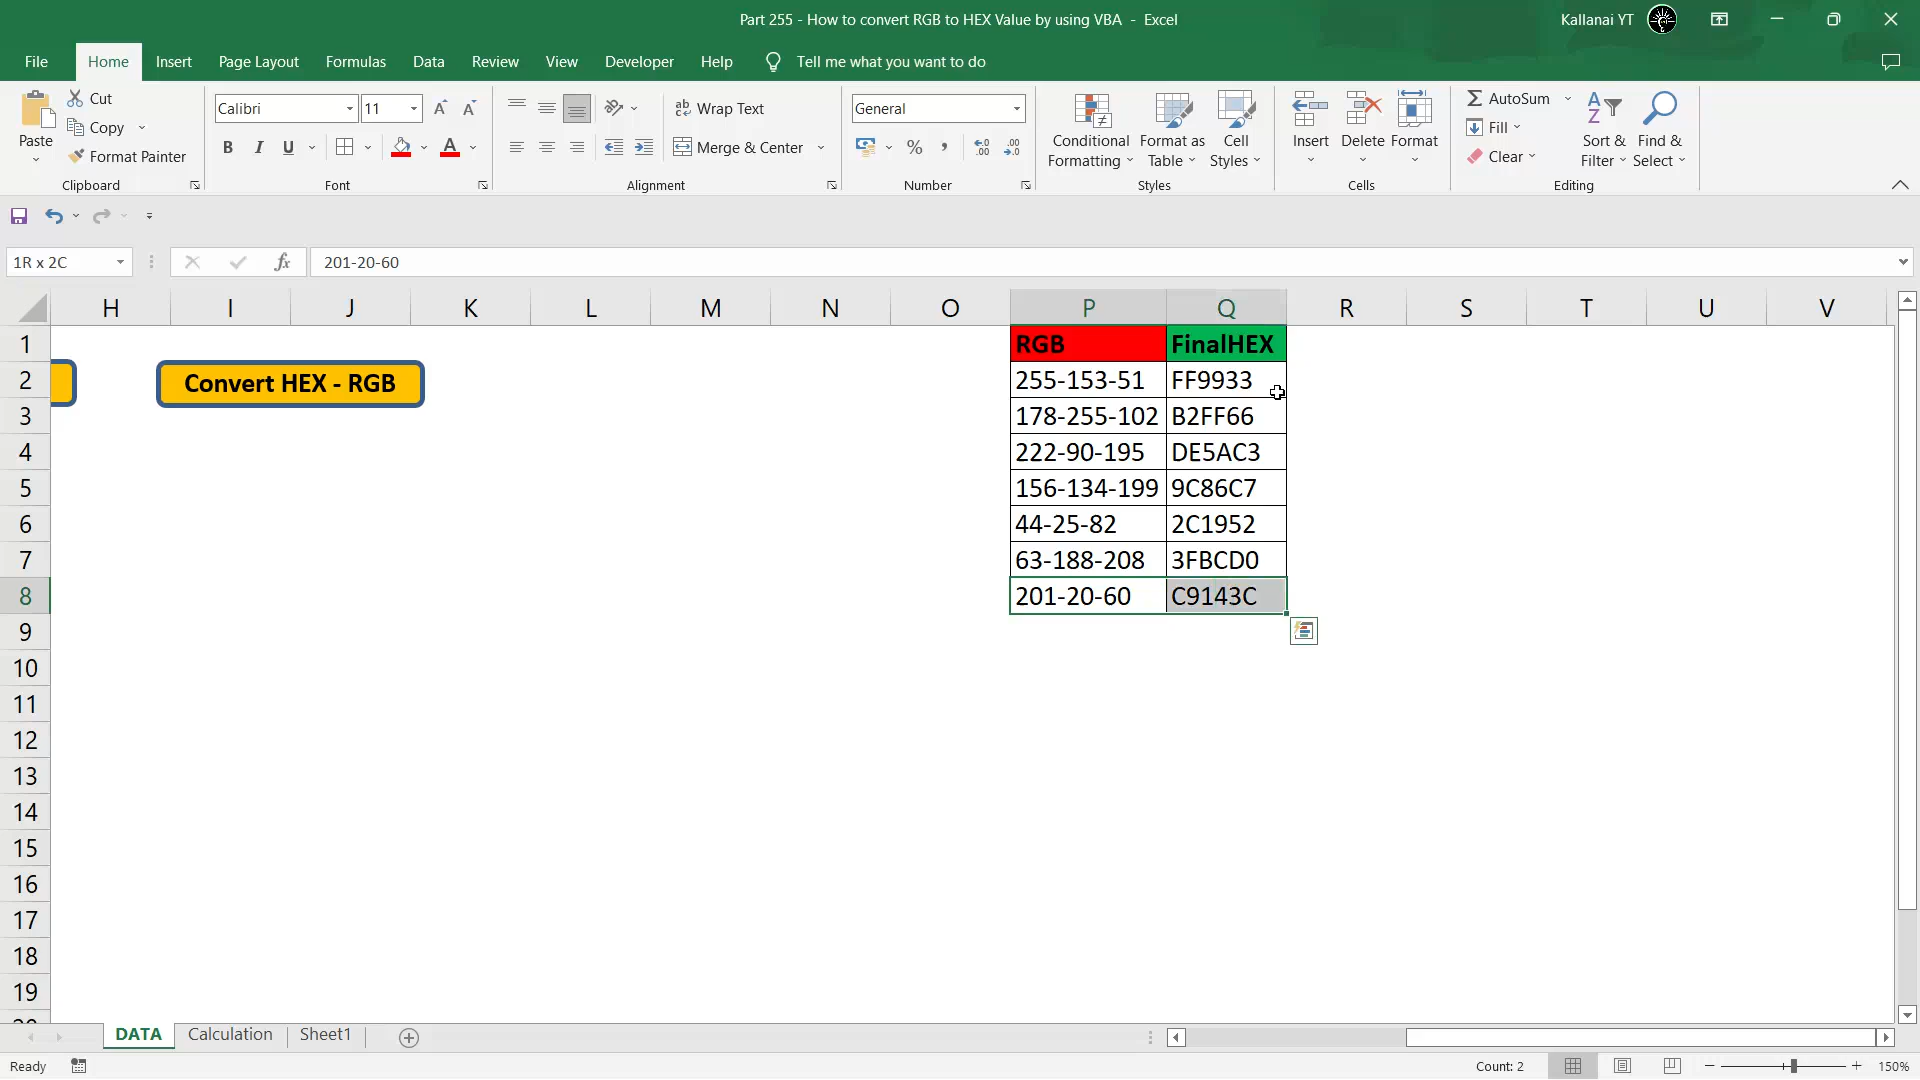 Part 255 - How to convert RGB to HEX Value by using VBA - Excel
Kallanai YT
File Home Insert Page Layout Formulas Data Review View Developer Help Tell me what you want to do
Paste
Cut
Copy
Format Painter
Clipboard
Calibri 11
B I U
Font
Wrap Text
Merge & Center
Alignment
General
Number
Conditional Formatting
Format as Table
Cell Styles
Styles
Insert Delete Format
Cells
AutoSum
Fill
Clear
Sort & Filter
Find & Select
Editing
1R x 2C fx 201-20-60
H I J K L M N O P Q R S T U V
1 RGB FinalHEX
2 Convert HEX - RGB 255-153-51 FF9933
3 178-255-102 B2FF66
4 222-90-195 DE5AC3
5 156-134-199 9C86C7
6 44-25-82 2C1952
7 63-188-208 3FBCD0
8 201-20-60 C9143C
9
10
11
12
13
14
15
16
17
18
19
DATA Calculation Sheet1
Ready Count: 2 150%